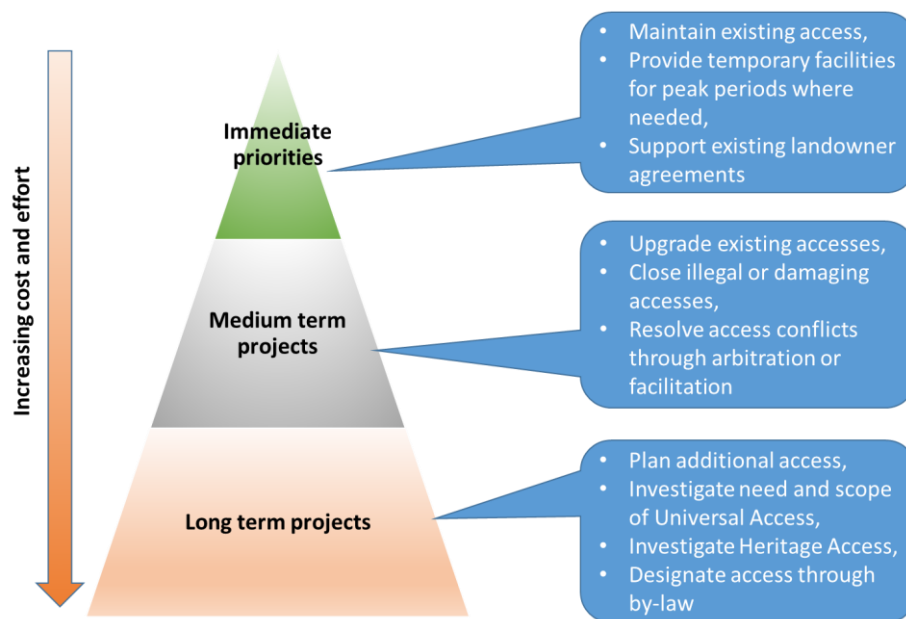 Increasing cost and effort
Immediate
priorities
• Maintain existing access,
• Provide temporary facilities
for peak periods where
needed,
• Support existing landowner
agreements
Medium term
projects
• Upgrade existing accesses,
• Close illegal or damaging
accesses,
• Resolve access conflicts
through arbitration or
facilitation
Long term projects
• Plan additional access,
• Investigate need and scope
of Universal Access,
• Investigate Heritage Access,
• Designate access through
by-law